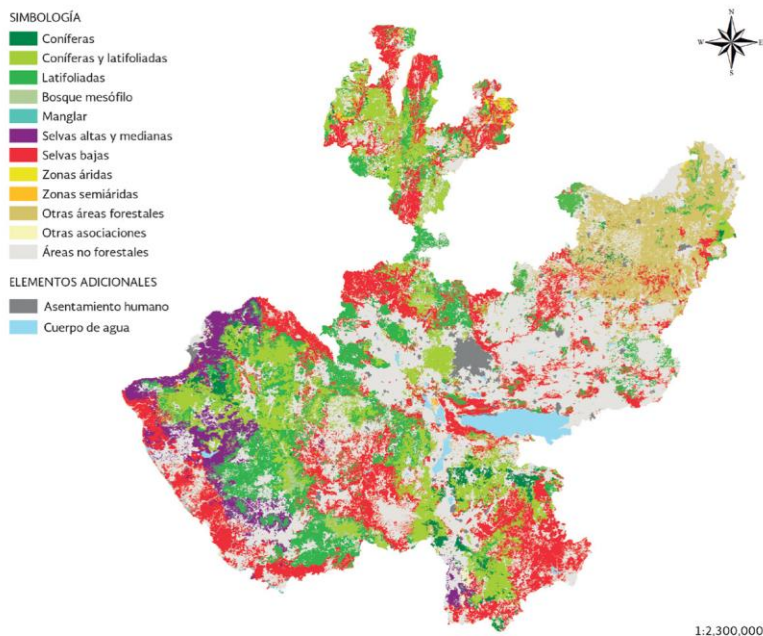 SIMBOLOGÍA
Coníferas
Coníferas y latifoliadas
Latifoliadas
Bosque mesófilo
Manglar
Selvas altas y medianas
Selvas bajas
Zonas áridas
Zonas semiáridas
Otras áreas forestales
Otras asociaciones
Áreas no forestales
ELEMENTOS ADICIONALES
Asentamiento humano
Cuerpo de agua
N
W E
S
1:2,300,000